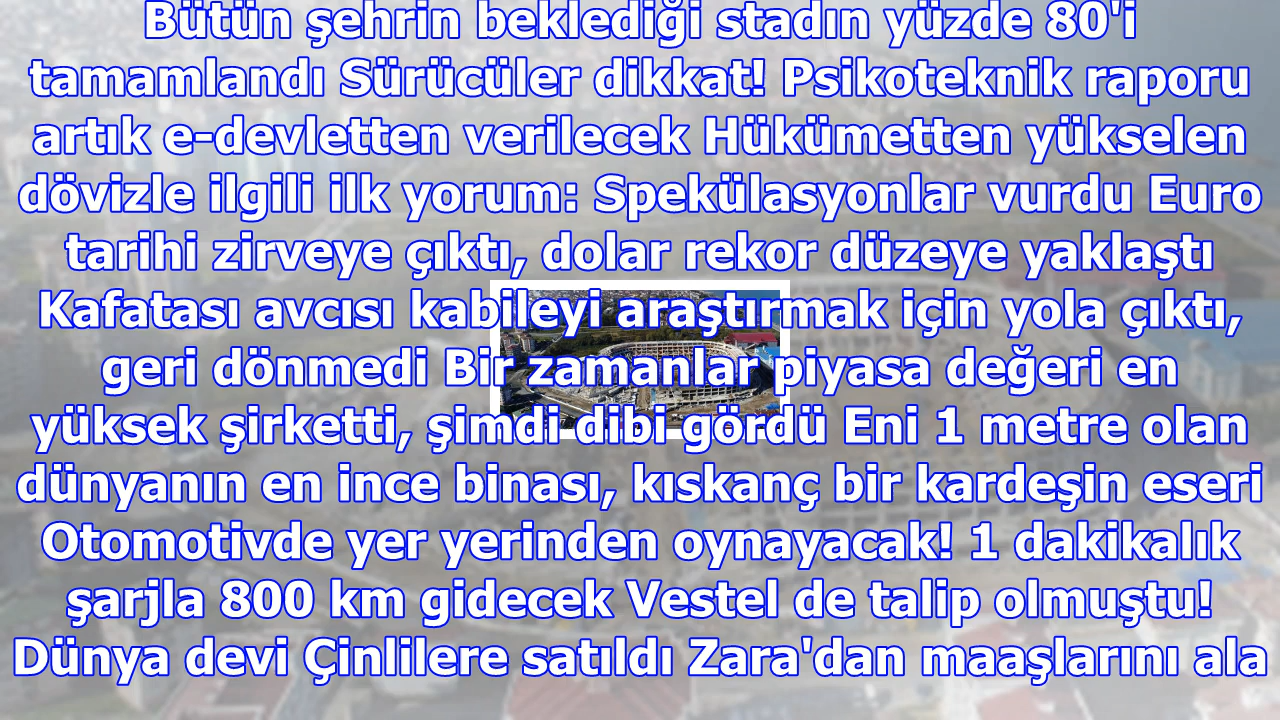 Bütün şehrin beklediği stadın yüzde 80'i
tamamlandı Sürücüler dikkat! Psikoteknik raporu
artık e-devletten verilecek Hükümetten yükselen
dövizle ilgili ilk yorum: Spekülasyonlar vurdu Euro
tarihi zirveye çıktı, dolar rekor düzeye yaklaştı
Kafatası avcısı kabileyi araştırmak için yola çıktı,
geri dönmedi Bir zamanlar piyasa değeri en
yüksek şirketti, şimdi dibi gördü Eni 1 metre olan
dünyanın en ince binası, kıskanç bir kardeşin eseri
Otomotivde yer yerinden oynayacak! 1 dakikalık
şarjla 800 km gidecek Vestel de talip olmuştu!
Dünya devi Çinlilere satıldı Zara'dan maaşlarını ala